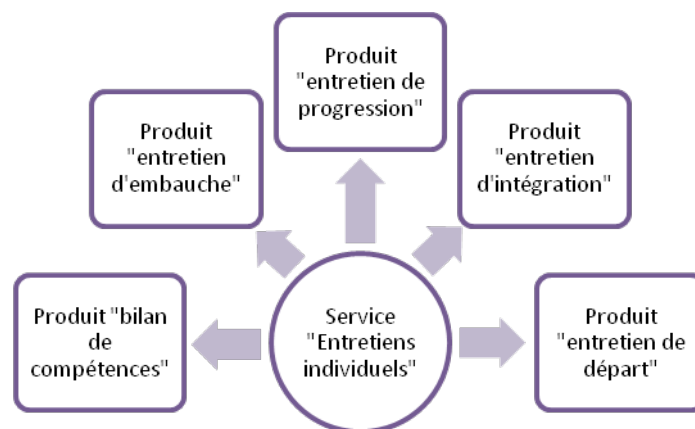 Produit
"entretien de
progression"
Produit
"entretien
d'embauche"
Produit
"entretien
d'intégration"
Produit "bilan
de
compétences"
Service
"Entretiens
individuels"
Produit
"entretien de
départ"